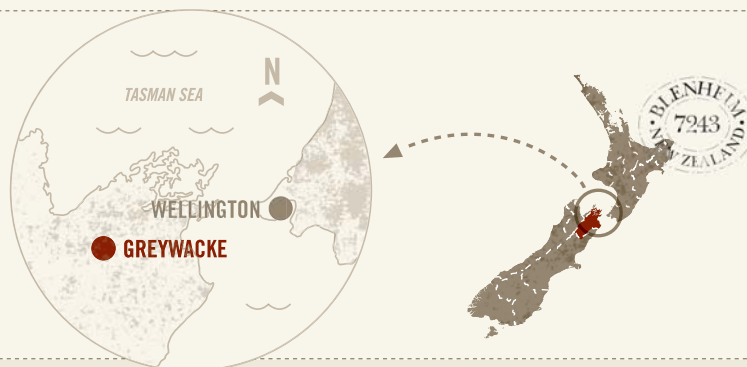 N
TASMAN SEA
WELLINGTON
GREYWACKE
BLENHEIM
7243
NEW ZEALAND